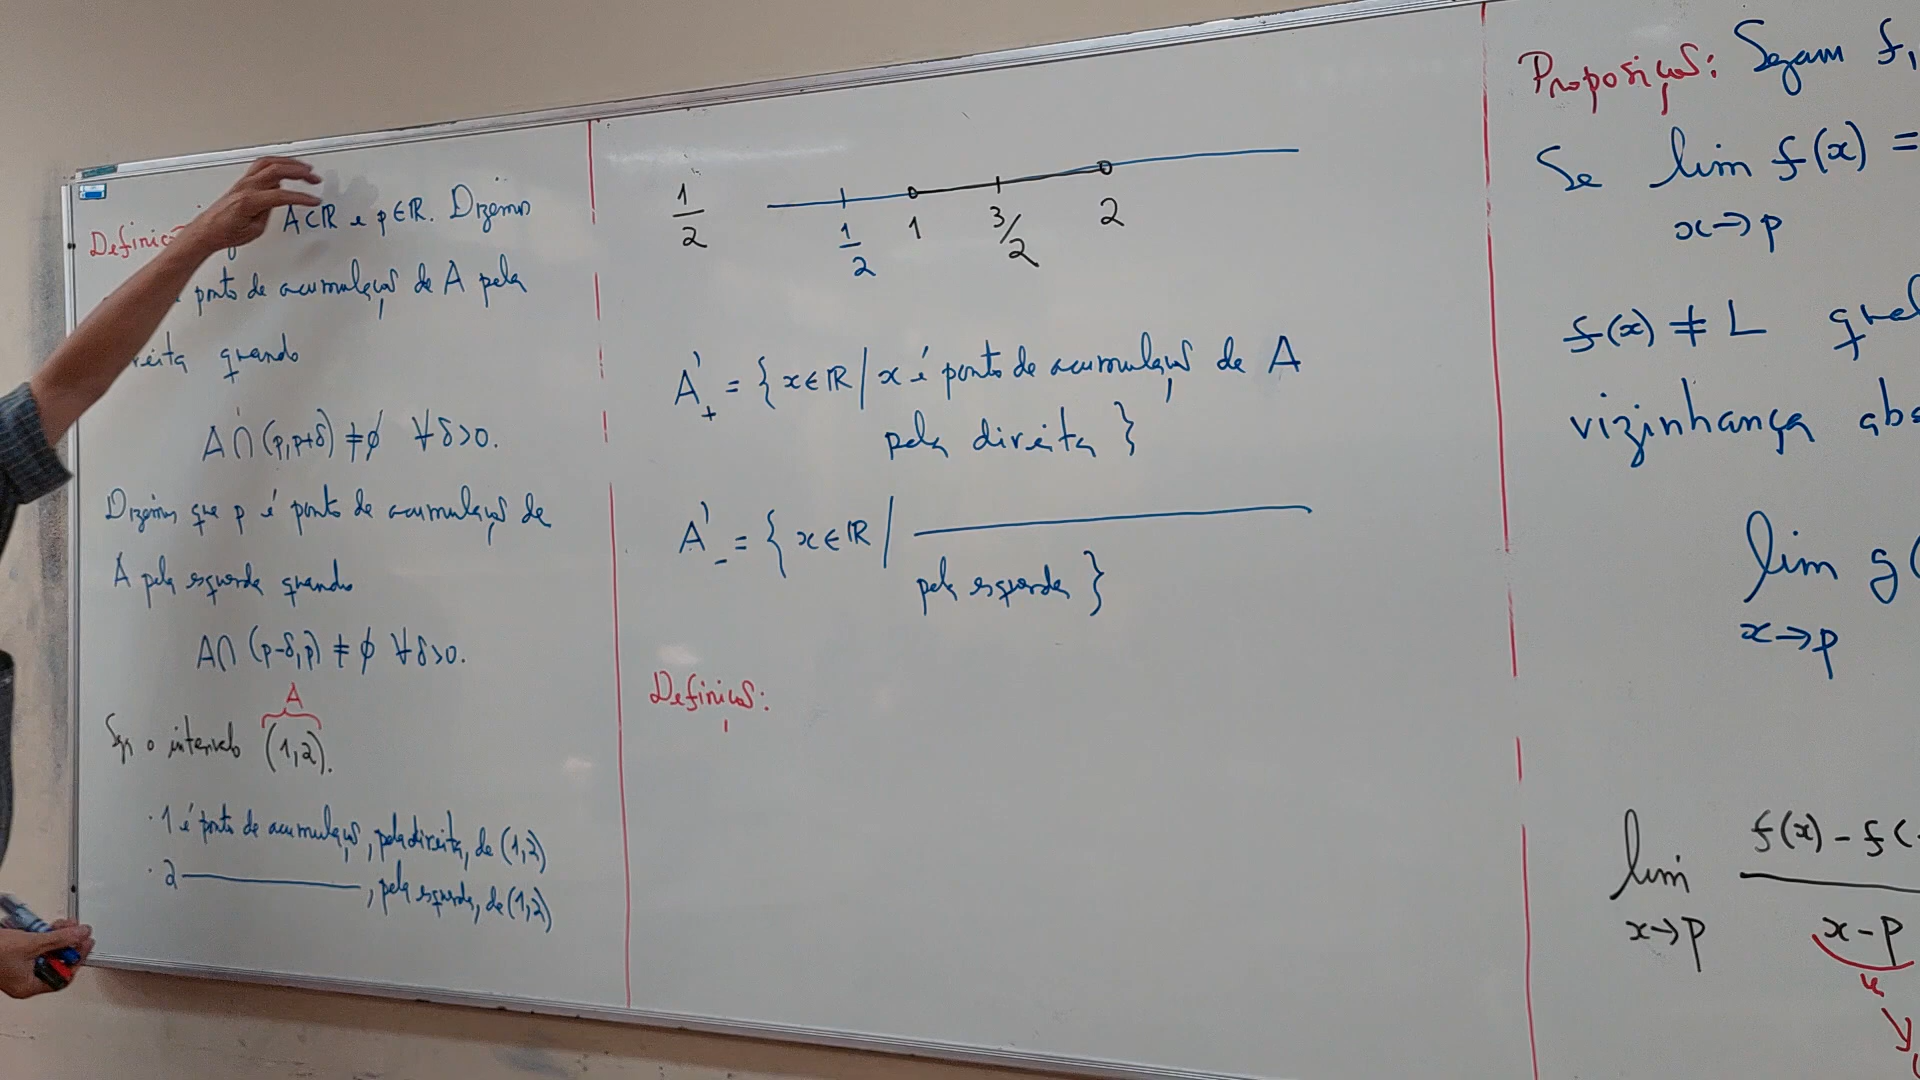 Definiç A⊂ℝ e p∈ℝ. Dizemos
ponto de acumulação de A pela
reita quando
A∩(p,p+δ)≠∅ ∀δ>0.
Dizemos que p é ponto de acumulação de
A pela esquerda quando
A∩(p-δ,p)≠∅ ∀δ>0.
A
Seja o intervalo (1,2).
· 1 é ponto de acumulação, pela direita, de (1,2)
· 2 ———, pela esquerda, de (1,2)
1/2
1/2 1 3/2 2
A'₊ = {x∈ℝ / x é ponto de acumulação de A
pela direita}
A'₋ = {x∈ℝ / ———
pela esquerda}
Definição:
Proposição: Sejam f,
Se lim f(x) =
x→p
f(x) ≠ L
vizinhança
lim g(
x→p
lim f(x) - f(
x→p x-p